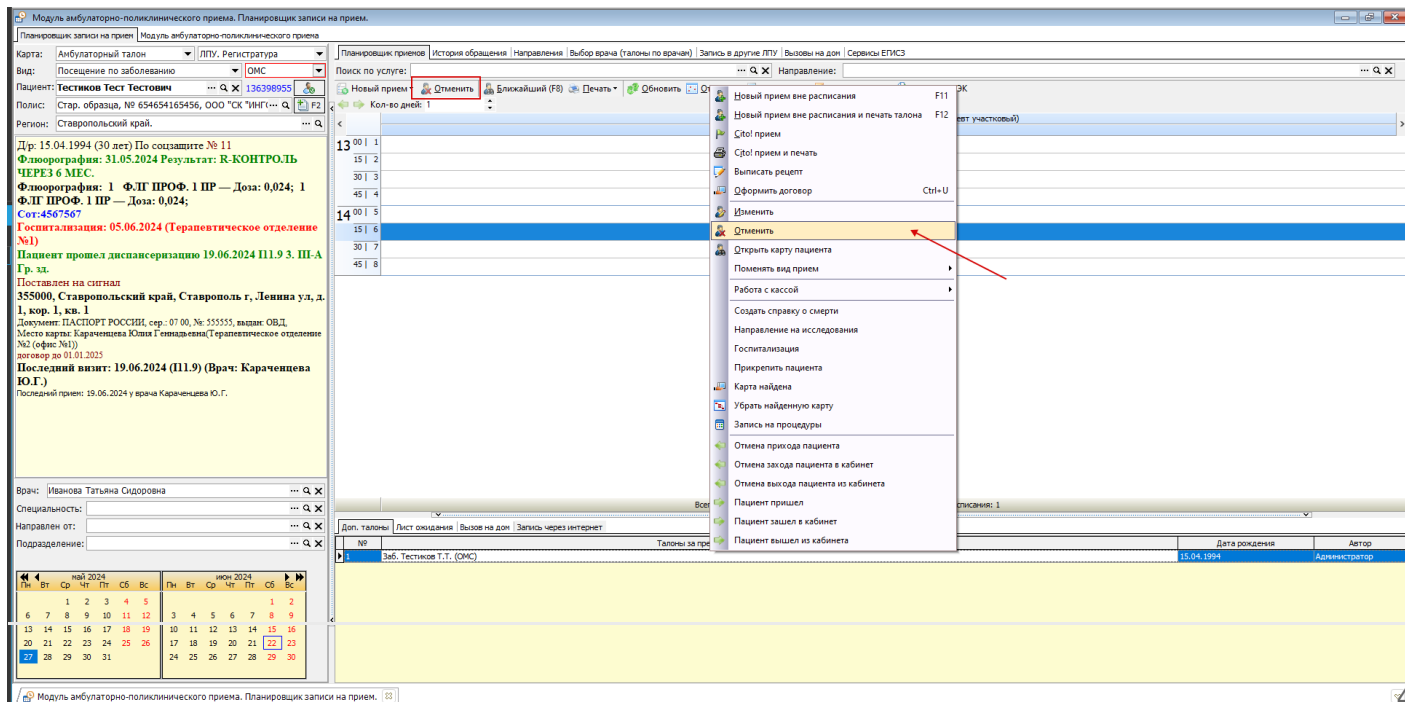 Модуль амбулаторно-поликлинического приема. Планировщик записи на прием.
Планировщик записи на прием Модуль амбулаторно-поликлинического приема
Карта: Амбулаторный талон ЛПУ. Регистратура
Вид: Посещение по заболеванию ОМС
Пациент: Тестиков Тест Тестович 136398955
Полис: Стар. образца, № 654654165456, ООО "СК "ИНГ F2
Регион: Ставропольский край.
Д/р: 15.04.1994 (30 лет) По соцзащите № 11
Флюорография: 31.05.2024 Результат: R-КОНТРОЛЬ
ЧЕРЕЗ 6 МЕС.
Флюорография: 1 ФЛГ ПРОФ. 1 ПР — Доза: 0,024; 1
ФЛГ ПРОФ. 1 ПР — Доза: 0,024;
Сот:4567567
Госпитализация: 05.06.2024 (Терапевтическое отделение
№1)
Пациент прошел диспансеризацию 19.06.2024 П1.9 3. III-А
Гр. зд.
Поставлен на сигнал
355000, Ставропольский край, Ставрополь г, Ленина ул, д.
1, кор. 1, кв. 1
Документ: ПАСПОРТ РОССИИ, сер.: 07 00, №: 555555, выдан: ОВД,
Место карты: Караченцева Юлия Геннадьевна(Терапевтическое отделение
№2 (офис №1))
договор до 01.01.2025
Последний визит: 19.06.2024 (П1.9) (Врач: Караченцева
Ю.Г.)
Последний прием: 19.06.2024 у врача Караченцева Ю.Г.
Врач: Иванова Татьяна Сидоровна
Специальность:
Направлен от:
Подразделение:
май 2024 июн 2024
Пн Вт Ср Чт Пт Сб Вс Пн Вт Ср Чт Пт Сб Вс
1 2 3 4 5 1 2
6 7 8 9 10 11 12 3 4 5 6 7 8 9
13 14 15 16 17 18 19 10 11 12 13 14 15 16
20 21 22 23 24 25 26 17 18 19 20 21 22 23
27 28 29 30 31 24 25 26 27 28 29 30
Планировщик приемов История обращения Направления Выбор врача (талоны по врачам) Запись в другие ЛПУ Вызовы на дом Сервисы ЕГИСЗ
Поиск по услуге: Направление:
Новый прием Отменить Ближайший (F8) Печать Обновить От ЭК
Кол-во дней: 1
евт участковый)
13 00 1
15 2
30 3
45 4
14 00 5
15 6
30 7
45 8
Новый прием вне расписания F11
Новый прием вне расписания и печать талона F12
Cito! прием
Cito! прием и печать
Выписать рецепт
Оформить договор Ctrl+U
Изменить
Отменить
Открыть карту пациента
Поменять вид прием
Работа с кассой
Создать справку о смерти
Направление на исследования
Госпитализация
Прикрепить пациента
Карта найдена
Убрать найденную карту
Запись на процедуры
Отмена прихода пациента
Отмена захода пациента в кабинет
Отмена выхода пациента из кабинета
Пациент пришел
Пациент зашел в кабинет
Пациент вышел из кабинета
Всег списания: 1
Доп. талоны Лист ожидания Вызов на дом Запись через интернет
№ Талоны за пре Дата рождения Автор
1 Заб. Тестиков Т.Т. (ОМС) 15.04.1994 Администратор
Модуль амбулаторно-поликлинического приема. Планировщик записи на прием.